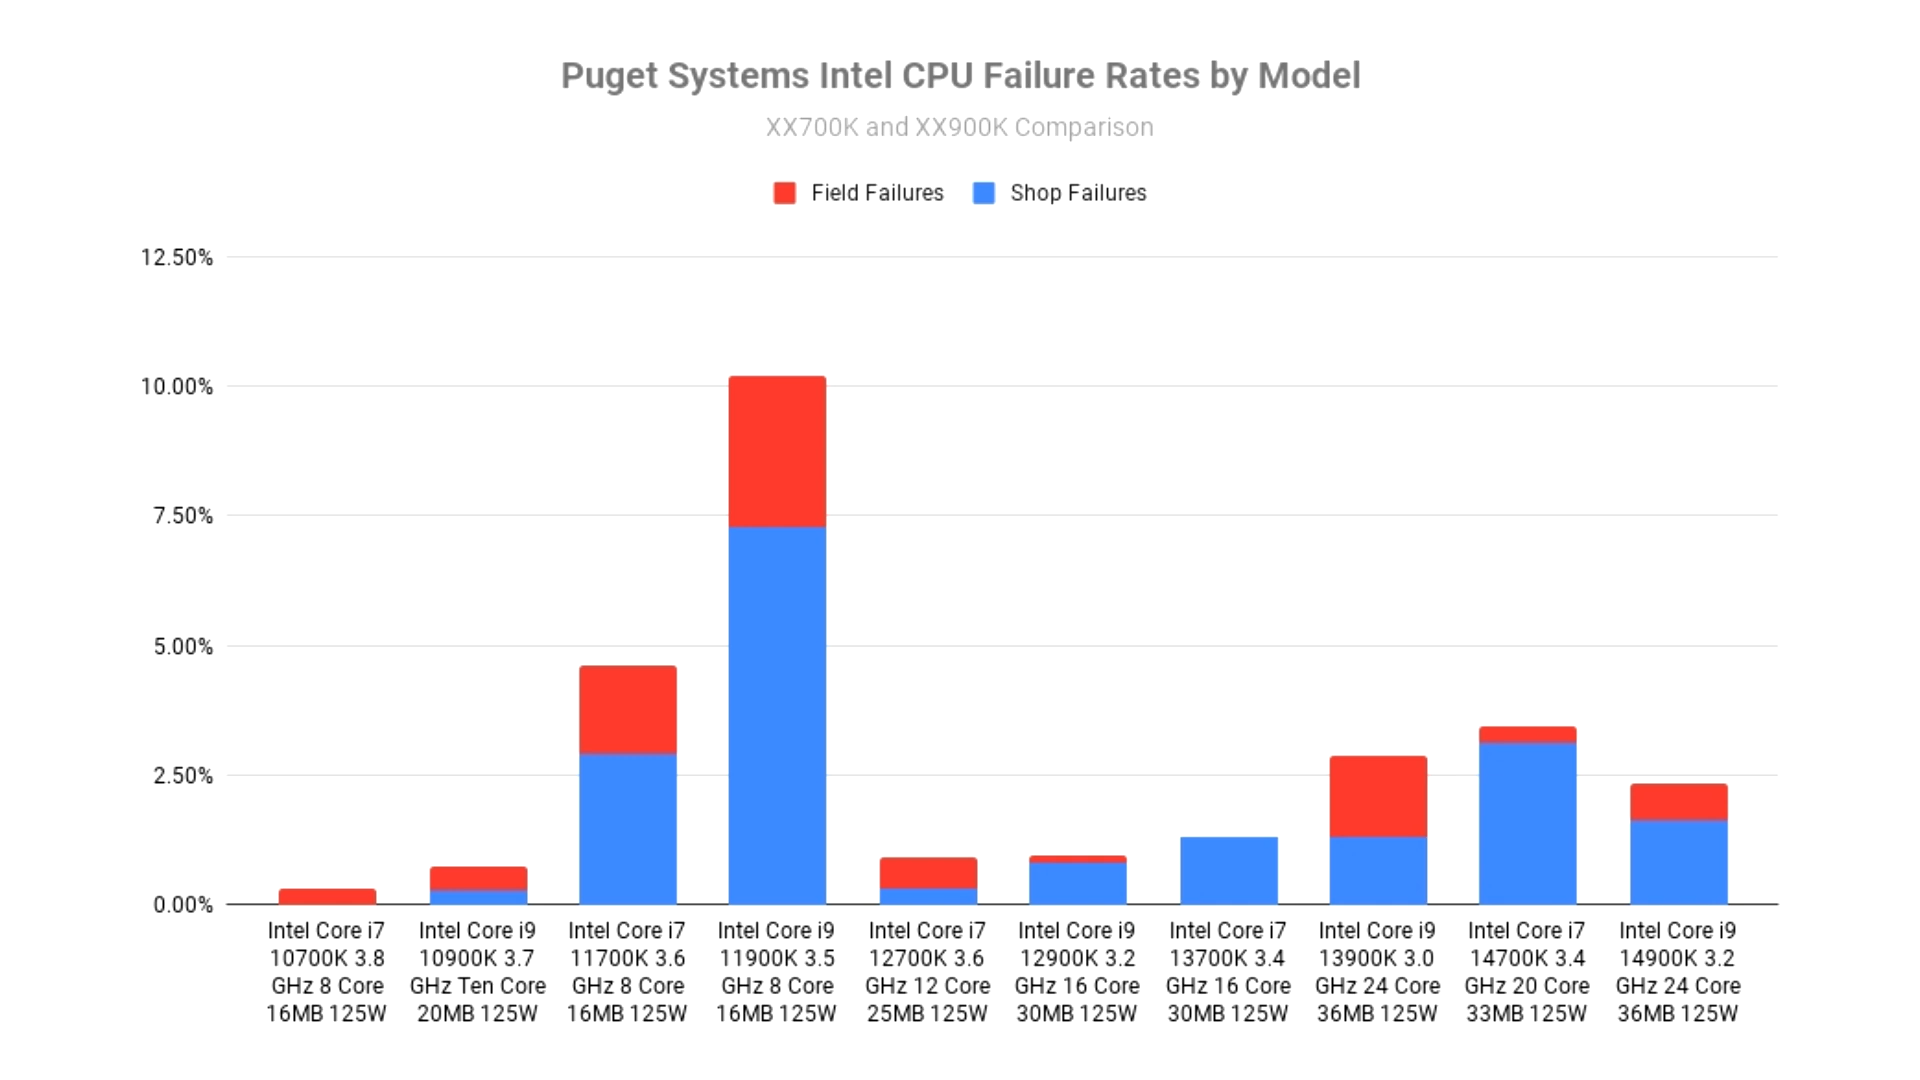 Puget Systems Intel CPU Failure Rates by Model
XX700K and XX900K Comparison
Field Failures
Shop Failures
12.50%
10.00%
7.50%
5.00%
2.50%
0.00%
Intel Core i7
10700K 3.8
GHz 8 Core
16MB 125W
Intel Core i9
10900K 3.7
GHz Ten Core
20MB 125W
Intel Core i7
11700K 3.6
GHz 8 Core
16MB 125W
Intel Core i9
11900K 3.5
GHz 8 Core
16MB 125W
Intel Core i7
12700K 3.6
GHz 12 Core
25MB 125W
Intel Core i9
12900K 3.2
GHz 16 Core
30MB 125W
Intel Core i7
13700K 3.4
GHz 16 Core
30MB 125W
Intel Core i9
13900K 3.0
GHz 24 Core
36MB 125W
Intel Core i7
14700K 3.4
GHz 20 Core
33MB 125W
Intel Core i9
14900K 3.2
GHz 24 Core
36MB 125W